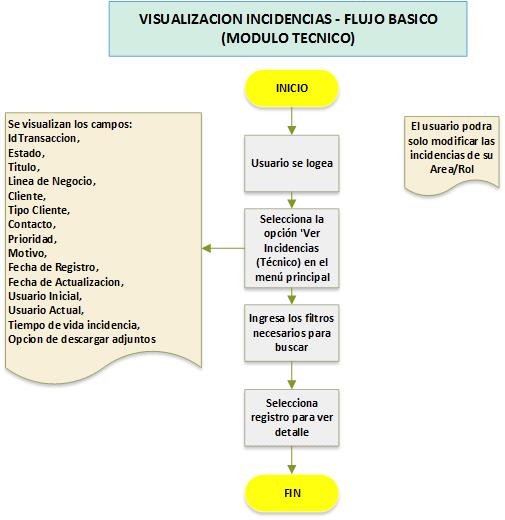 VISUALIZACION INCIDENCIAS - FLUJO BASICO
(MODULO TECNICO)
INICIO
Se visualizan los campos:
IdTransaccion,
Estado,
Titulo,
Linea de Negocio,
Cliente,
Tipo Cliente,
Contacto,
Prioridad,
Motivo,
Fecha de Registro,
Fecha de Actualizacion,
Usuario Inicial,
Usuario Actual,
Tiempo de vida incidencia,
Opcion de descargar adjuntos
El usuario podra
solo modificar las
incidencias de su
Area/Rol
Usuario se logea
Selecciona la
opción 'Ver
Incidencias
(Técnico) en el
menú principal
Ingresa los filtros
necesarios para
buscar
Selecciona
registro para ver
detalle
FIN